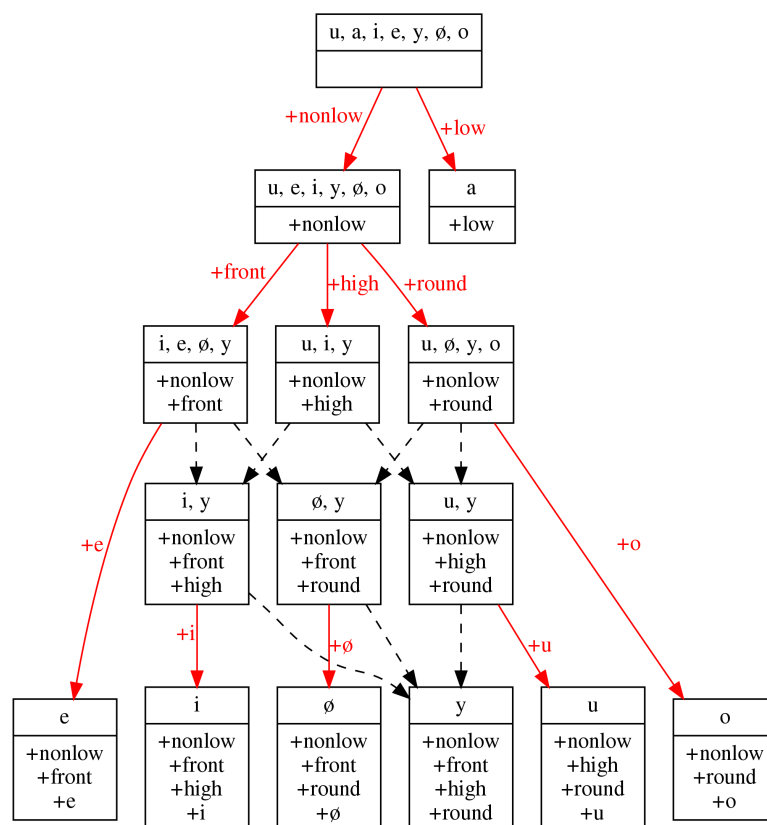 u, a, i, e, y, ø, o
+nonlow
+low
u, e, i, y, ø, o
+nonlow
a
+low
+front
+high
+round
i, e, ø, y
+nonlow
+front
u, i, y
+nonlow
+high
u, ø, y, o
+nonlow
+round
+e
+o
i, y
+nonlow
+front
+high
ø, y
+nonlow
+front
+round
u, y
+nonlow
+high
+round
+i
+ø
+u
e
+nonlow
+front
+e
i
+nonlow
+front
+high
+i
ø
+nonlow
+front
+round
+ø
y
+nonlow
+front
+high
+round
u
+nonlow
+high
+round
+u
o
+nonlow
+round
+o